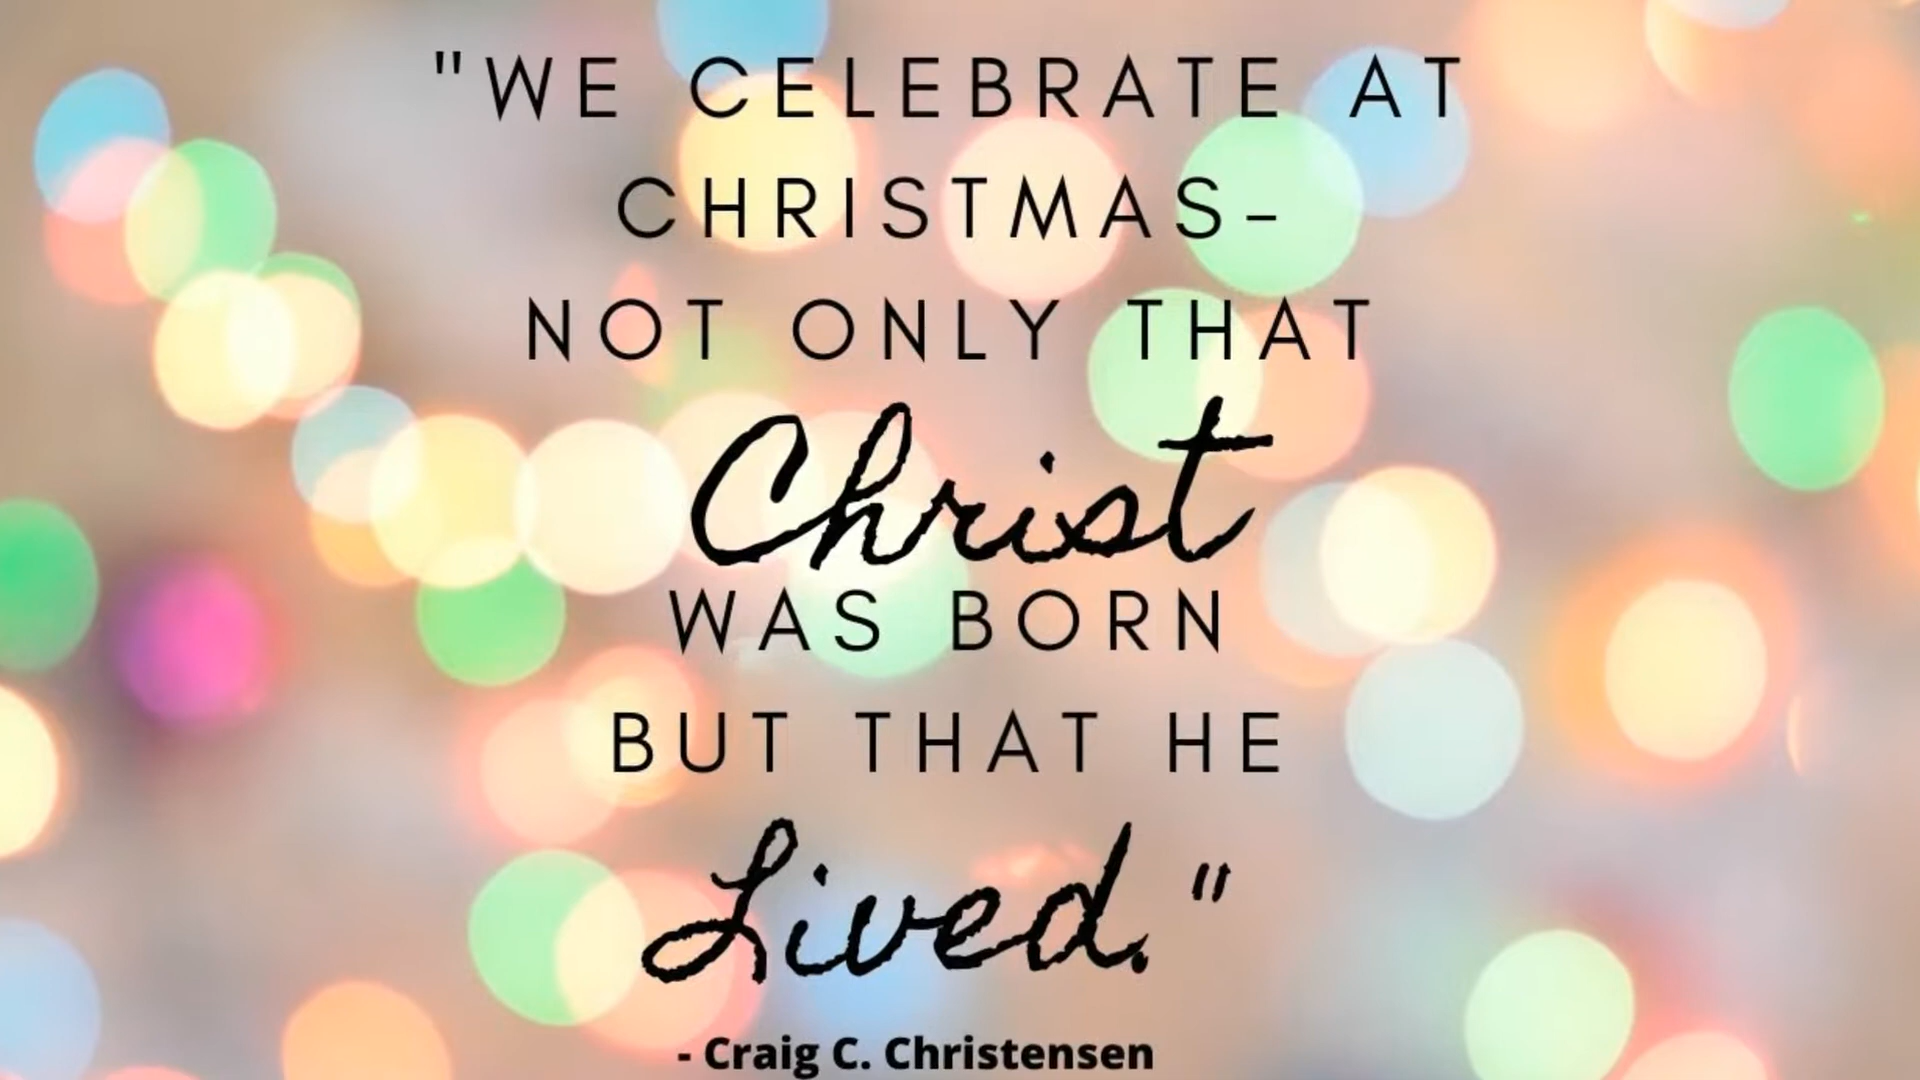 "WE CELEBRATE AT
CHRISTMAS-
NOT ONLY THAT
Christ
WAS BORN
BUT THAT HE
Lived."
- Craig C. Christensen